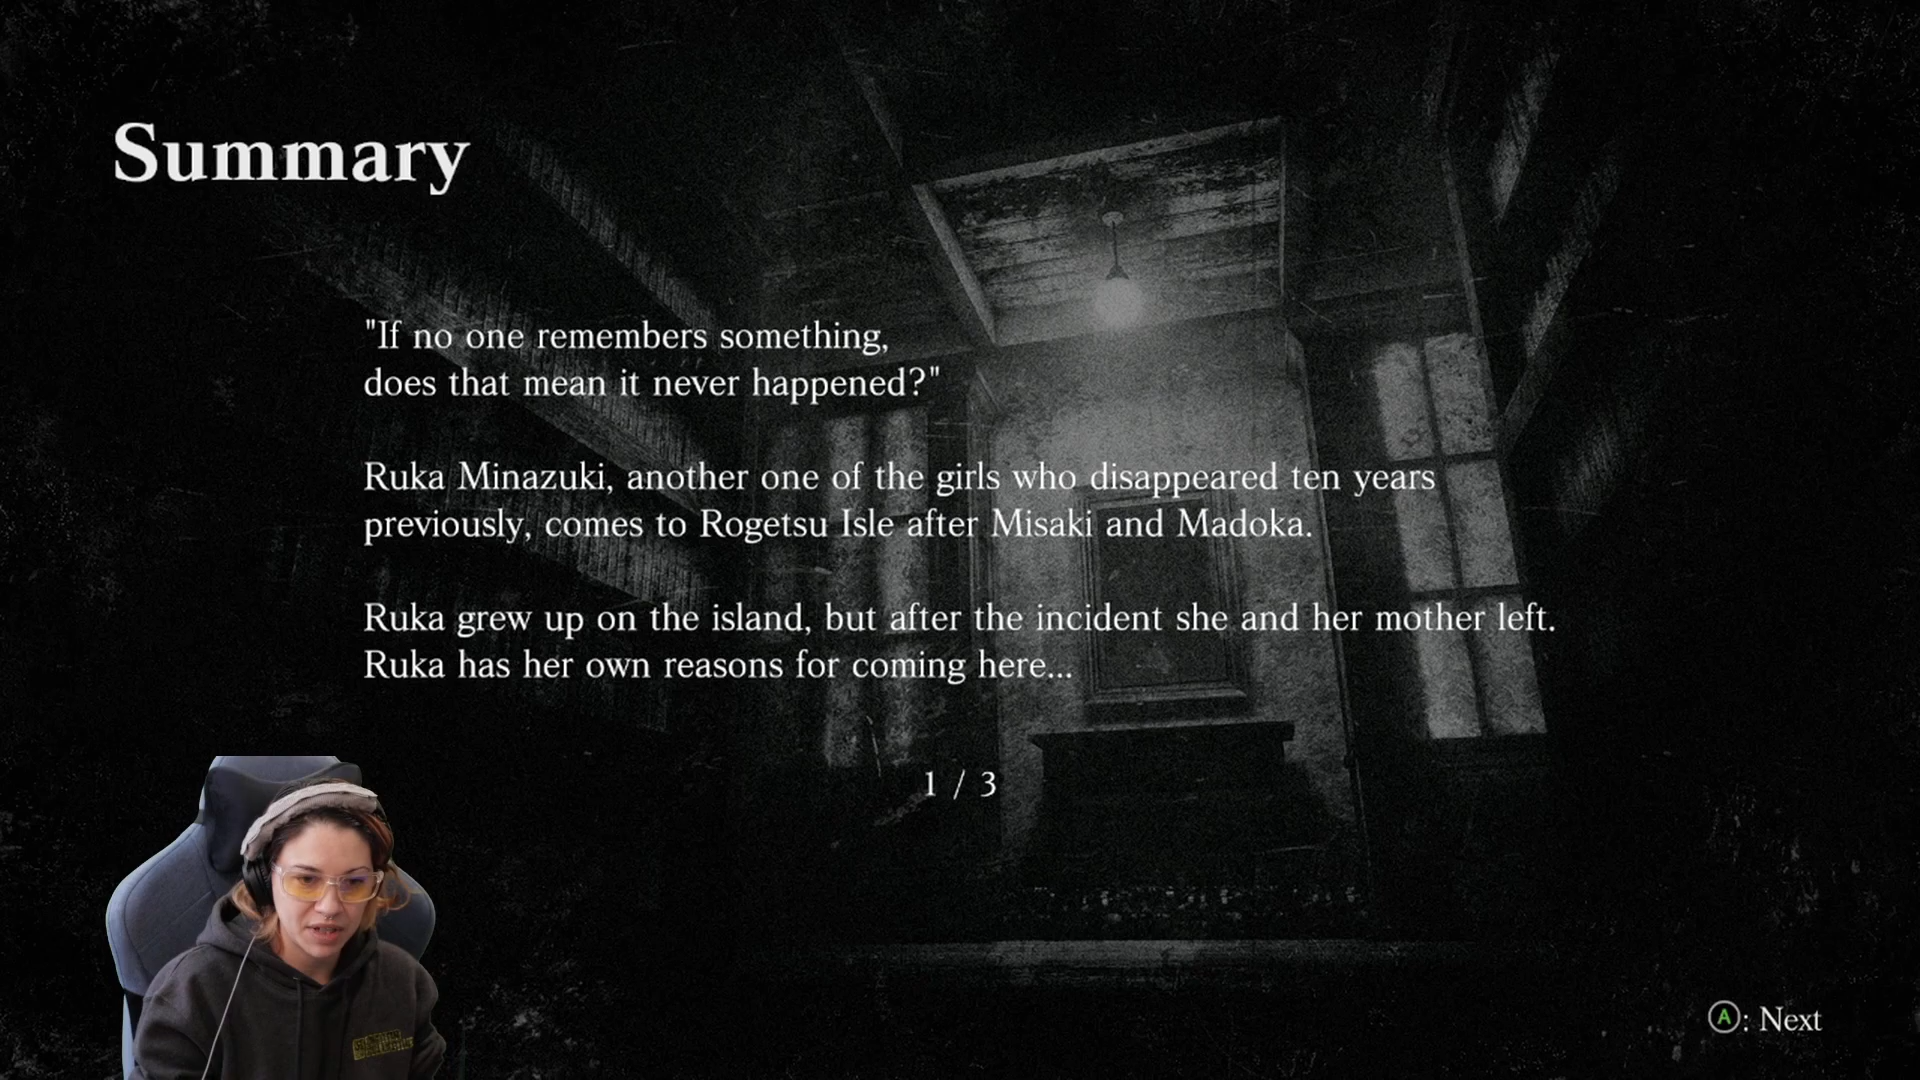 Summary
"If no one remembers something,
does that mean it never happened?"
Ruka Minazuki, another one of the girls who disappeared ten years
previously, comes to Rogetsu Isle after Misaki and Madoka.
Ruka grew up on the island, but after the incident she and her mother left.
Ruka has her own reasons for coming here...
1 / 3
A: Next